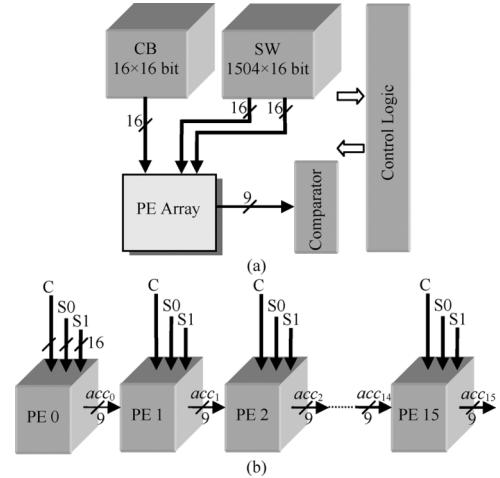 CB
16×16 bit
SW
1504×16 bit
16
16
16
Control Logic
PE Array
9
Comparator
(a)
C
S0
S1
16
C
S0
S1
C
S0
S1
C
S0
S1
PE 0
acc0
9
PE 1
acc1
9
PE 2
acc2
9
acc14
9
PE 15
acc15
9
(b)